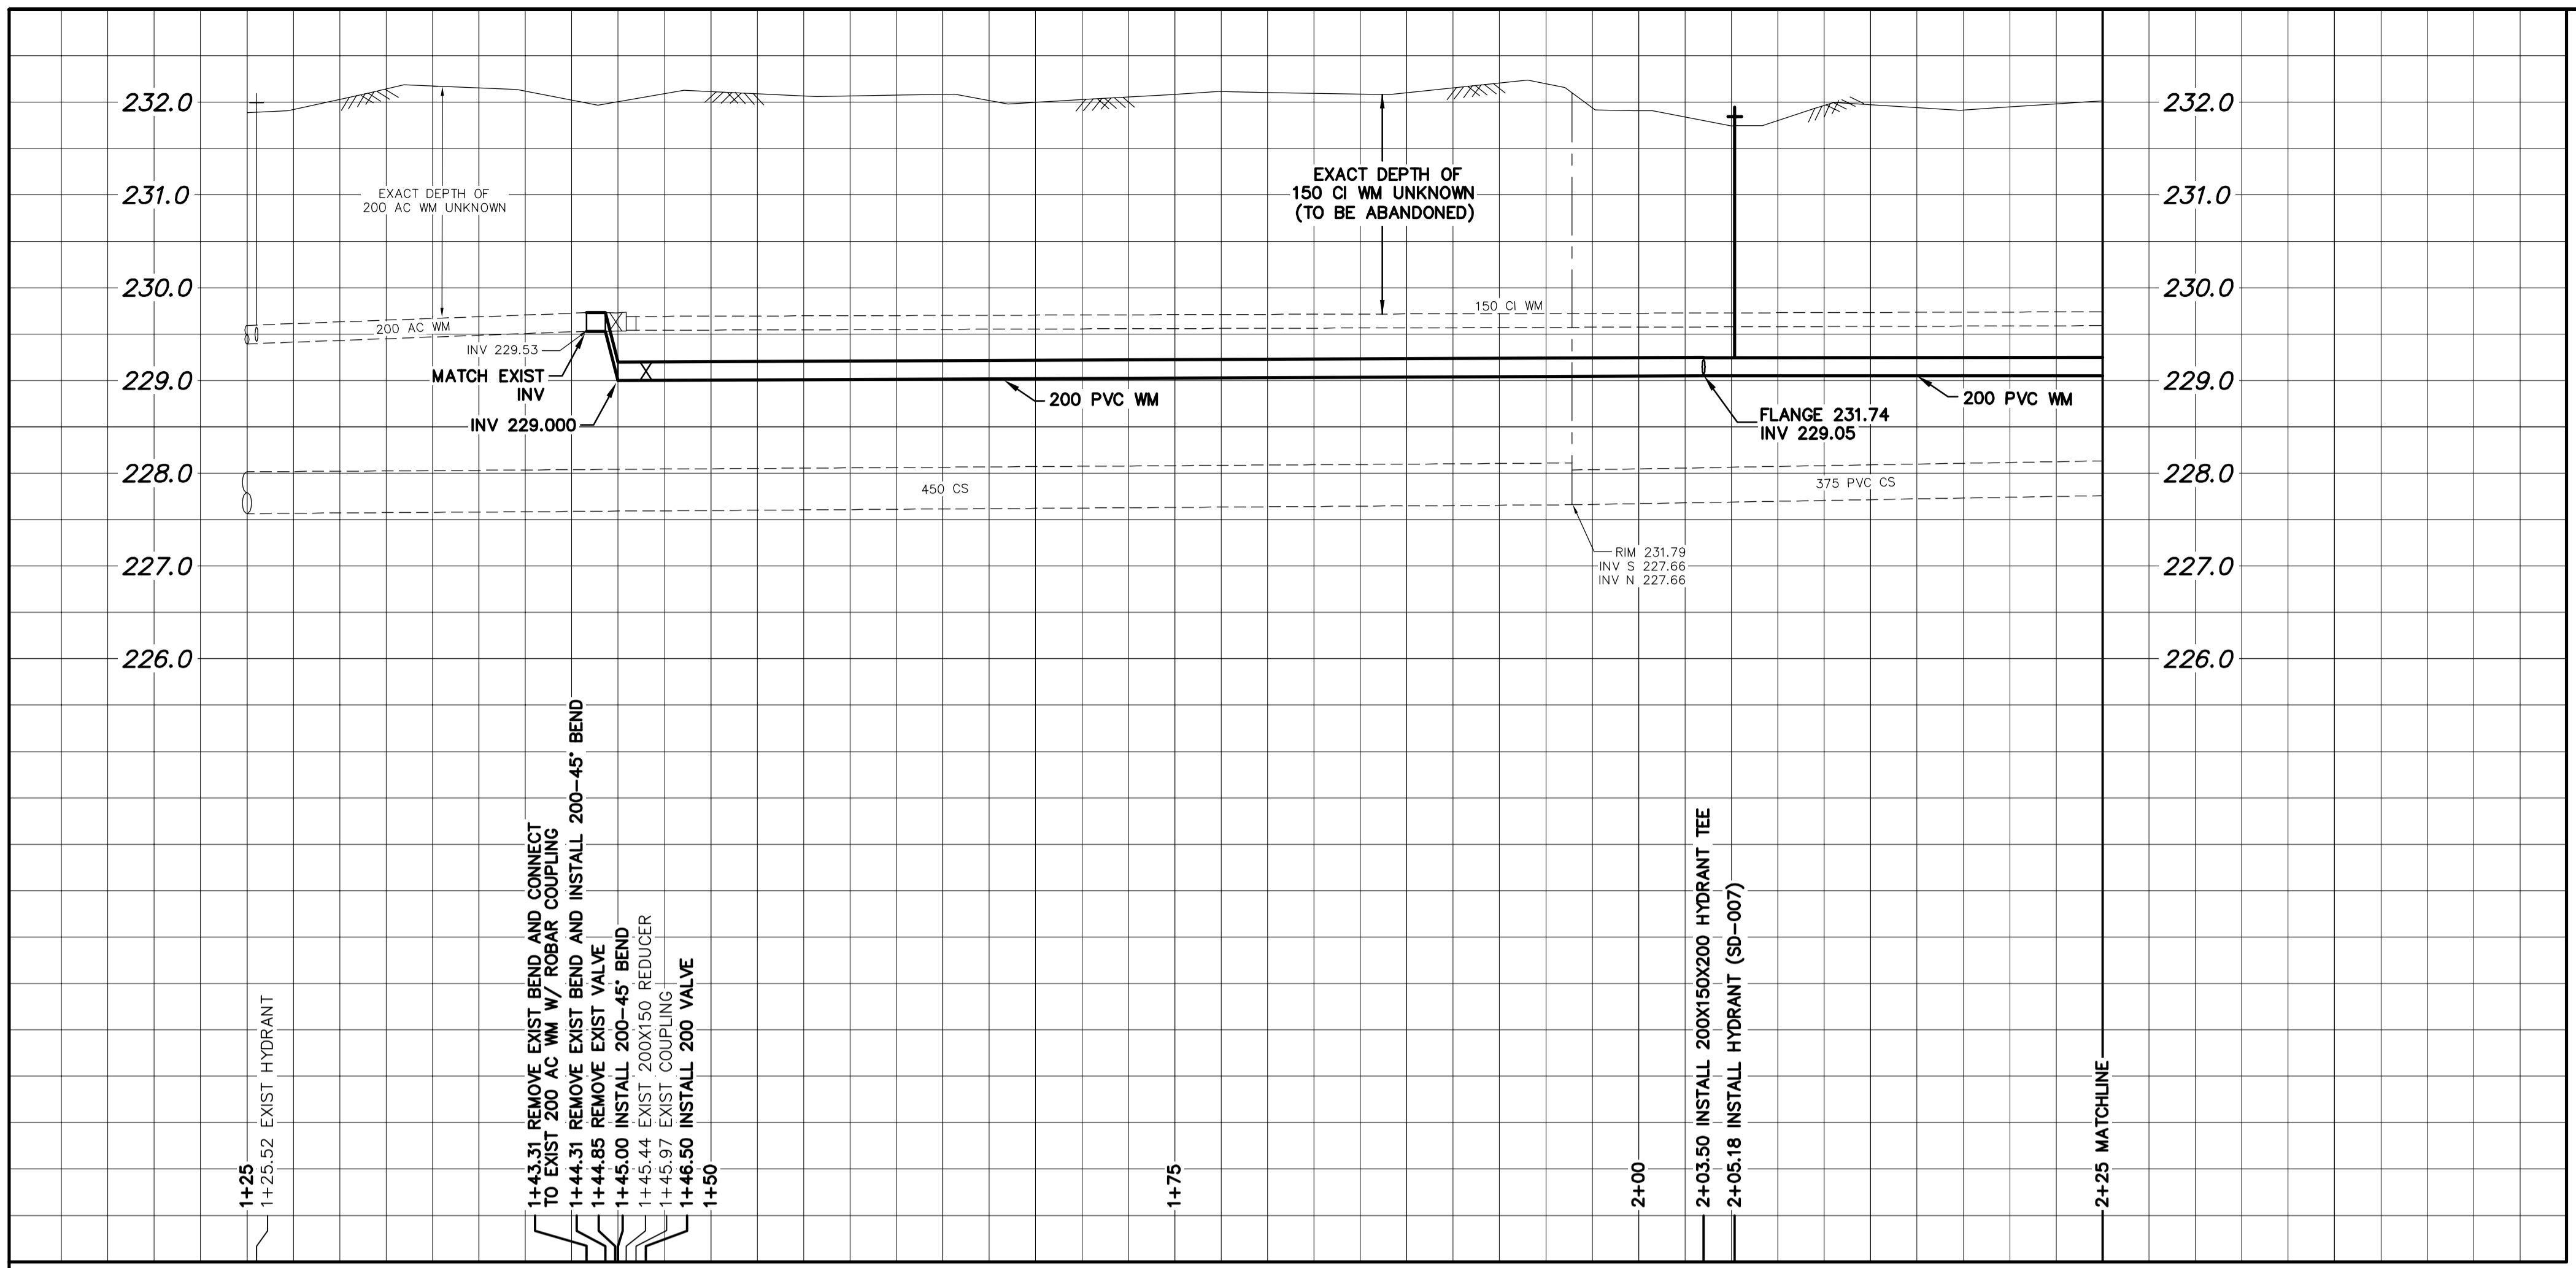 232.0
232.0
EXACT DEPTH OF
200 AC WM UNKNOWN
EXACT DEPTH OF
150 CI WM UNKNOWN
(TO BE ABANDONED)
231.0
231.0
230.0
230.0
200 AC WM
150 CI WM
INV 229.53
MATCH EXIST
INV
229.0
229.0
INV 229.000
200 PVC WM
FLANGE 231.74
INV 229.05
200 PVC WM
228.0
228.0
450 CS
375 PVC CS
RIM 231.79
INV S 227.66
INV N 227.66
227.0
227.0
226.0
226.0
1+25
1+25.52 EXIST HYDRANT
1+43.31 REMOVE EXIST BEND AND CONNECT
TO EXIST 200 AC WM W/ ROBAR COUPLING
1+44.31 REMOVE EXIST BEND AND INSTALL 200-45° BEND
1+44.85 REMOVE EXIST VALVE
1+45.00 INSTALL 200-45° BEND
1+45.44 EXIST 200X150 REDUCER
1+45.97 EXIST COUPLING
1+46.50 INSTALL 200 VALVE
1+50
1+75
2+00
2+03.50 INSTALL 200X150X200 HYDRANT TEE
2+05.18 INSTALL HYDRANT (SD-007)
2+25 MATCHLINE